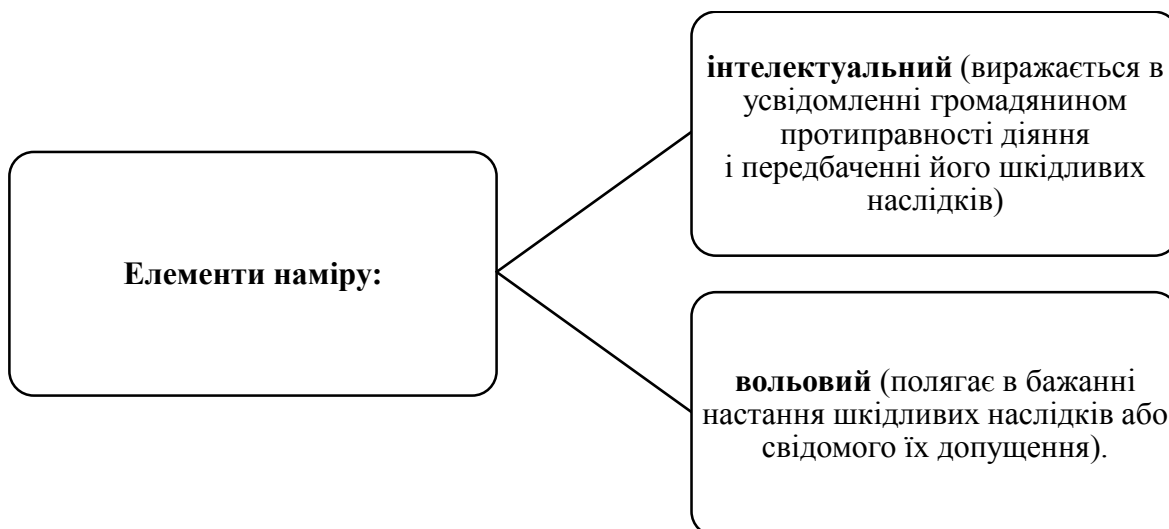 Елементи наміру:
інтелектуальний (виражається в
усвідомленні громадянином
протиправності діяння
і передбаченні його шкідливих
наслідків)
вольовий (полягає в бажанні
настання шкідливих наслідків або
свідомого їх допущення).